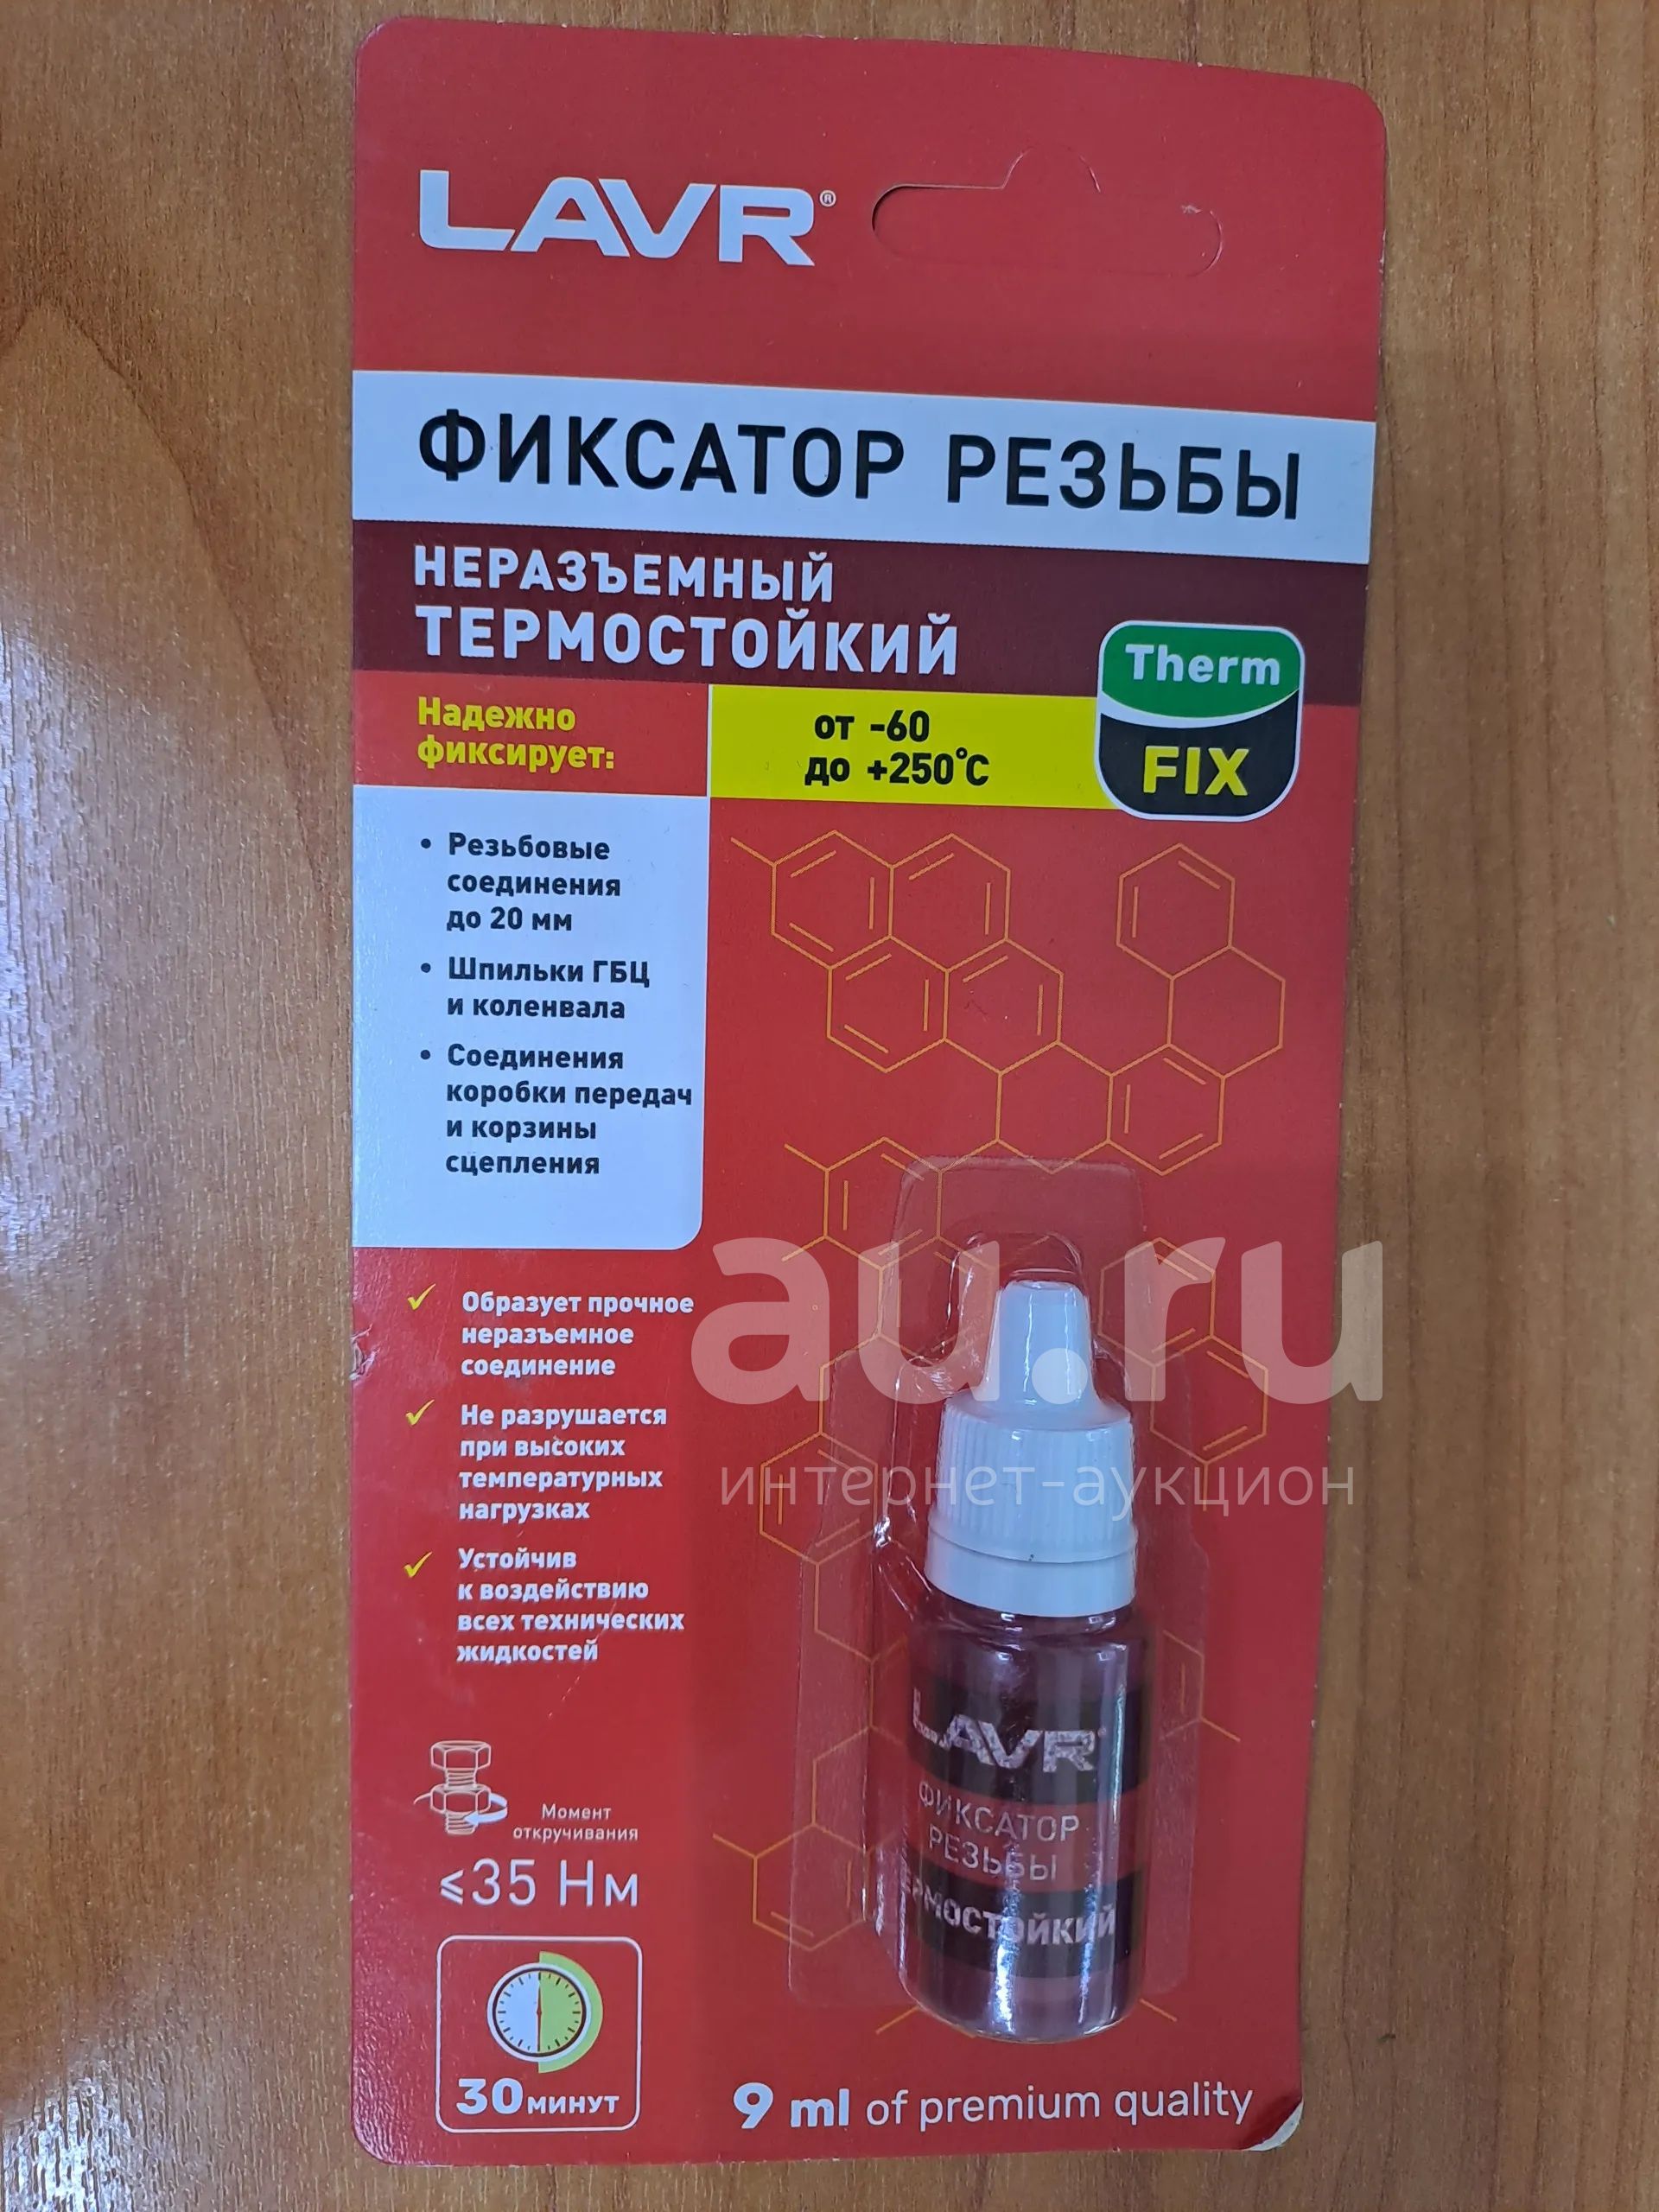 LAVR®
ФИКСАТОР РЕЗЬБЫ
НЕРАЗЪЕМНЫЙ
ТЕРМОСТОЙКИЙ
Therm
FIX
Надежно
фиксирует:
от -60
до +250°С
• Резьбовые
соединения
до 20 мм
• Шпильки ГБЦ
и коленвала
• Соединения
коробки передач
и корзины
сцепления
✓ Образует прочное
неразъемное
соединение
✓ Не разрушается
при высоких
температурных
нагрузках
✓ Устойчив
к воздействию
всех технических
жидкостей
Момент
откручивания
≤35 Нм
30 минут
au.ru
интернет-аукцион
LAVR®
ФИКСАТОР
РЕЗЬБЫ
ЕРМОСТОЙКИЙ
9 ml of premium quality